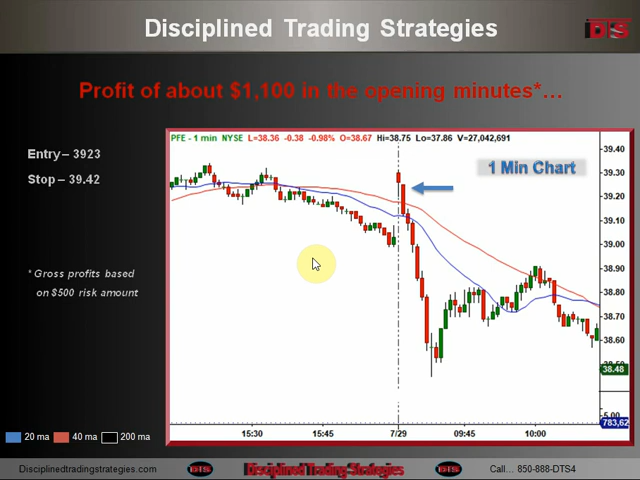 Disciplined Trading Strategies
DTS
Profit of about $1,100 in the opening minutes*...
Entry – 3923
Stop – 39.42
* Gross profits based
on $500 risk amount
PFE - 1 min NYSE L=38.36 -0.38 -0.98% O=38.67 Hi=38.75 Lo=37.86 V=27,042,691
1 Min Chart
39.40
39.30
39.20
39.10
39.00
38.90
38.80
38.70
38.60
38.48
5.00
783,62
15:30 15:45 7/29 09:45 10:00
20 ma 40 ma 200 ma
Disciplinedtradingstrategies.com DTS Disciplined Trading Strategies DTS Call... 850-888-DTS4